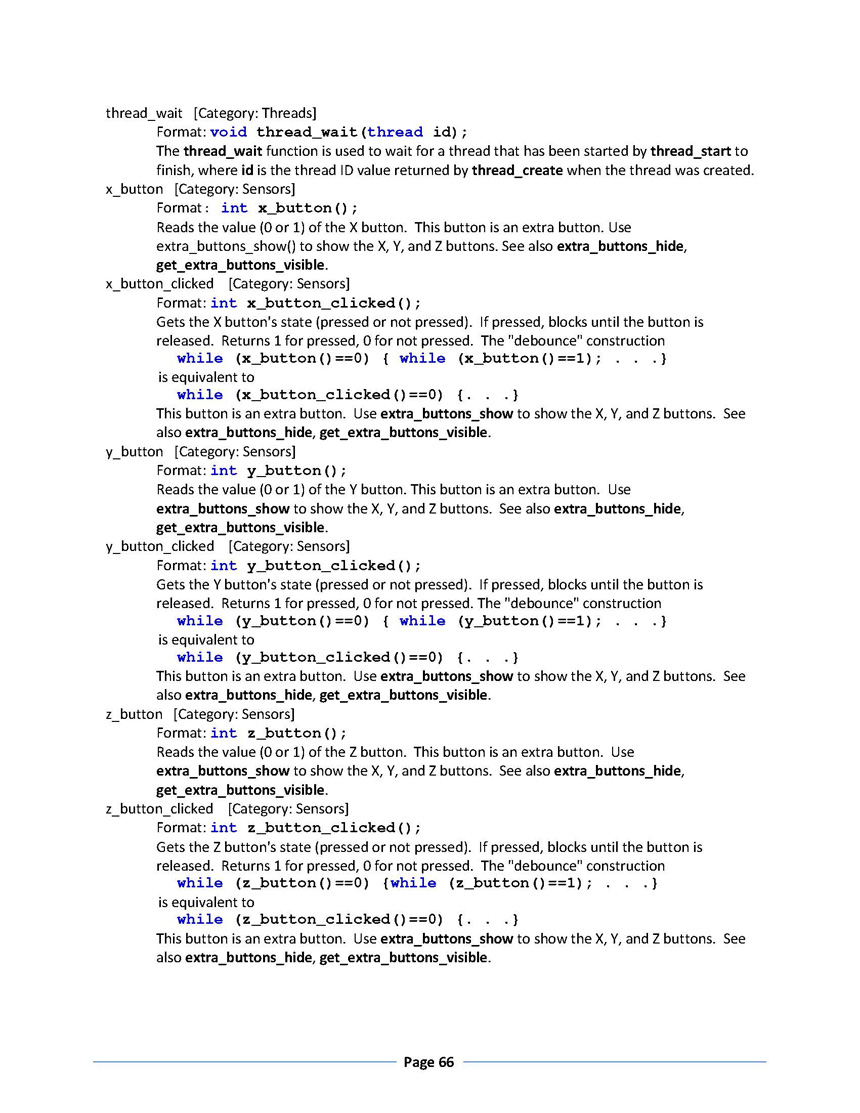 thread_wait [Category: Threads]
Format: void thread_wait(thread id);
The thread_wait function is used to wait for a thread that has been started by thread_start to
finish, where id is the thread ID value returned by thread_create when the thread was created.
x_button [Category: Sensors]
Format: int x_button();
Reads the value (0 or 1) of the X button. This button is an extra button. Use
extra_buttons_show() to show the X, Y, and Z buttons. See also extra_buttons_hide,
get_extra_buttons_visible.
x_button_clicked [Category: Sensors]
Format: int x_button_clicked();
Gets the X button's state (pressed or not pressed). If pressed, blocks until the button is
released. Returns 1 for pressed, 0 for not pressed. The "debounce" construction
while (x_button()==0) { while (x_button()==1); . . .}
is equivalent to
while (x_button_clicked()==0) {. . .}
This button is an extra button. Use extra_buttons_show to show the X, Y, and Z buttons. See
also extra_buttons_hide, get_extra_buttons_visible.
y_button [Category: Sensors]
Format: int y_button();
Reads the value (0 or 1) of the Y button. This button is an extra button. Use
extra_buttons_show to show the X, Y, and Z buttons. See also extra_buttons_hide,
get_extra_buttons_visible.
y_button_clicked [Category: Sensors]
Format: int y_button_clicked();
Gets the Y button's state (pressed or not pressed). If pressed, blocks until the button is
released. Returns 1 for pressed, 0 for not pressed. The "debounce" construction
while (y_button()==0) { while (y_button()==1); . . .}
is equivalent to
while (y_button_clicked()==0) {. . .}
This button is an extra button. Use extra_buttons_show to show the X, Y, and Z buttons. See
also extra_buttons_hide, get_extra_buttons_visible.
z_button [Category: Sensors]
Format: int z_button();
Reads the value (0 or 1) of the Z button. This button is an extra button. Use
extra_buttons_show to show the X, Y, and Z buttons. See also extra_buttons_hide,
get_extra_buttons_visible.
z_button_clicked [Category: Sensors]
Format: int z_button_clicked();
Gets the Z button's state (pressed or not pressed). If pressed, blocks until the button is
released. Returns 1 for pressed, 0 for not pressed. The "debounce" construction
while (z_button()==0) {while (z_button()==1); . . .}
is equivalent to
while (z_button_clicked()==0) {. . .}
This button is an extra button. Use extra_buttons_show to show the X, Y, and Z buttons. See
also extra_buttons_hide, get_extra_buttons_visible.
Page 66